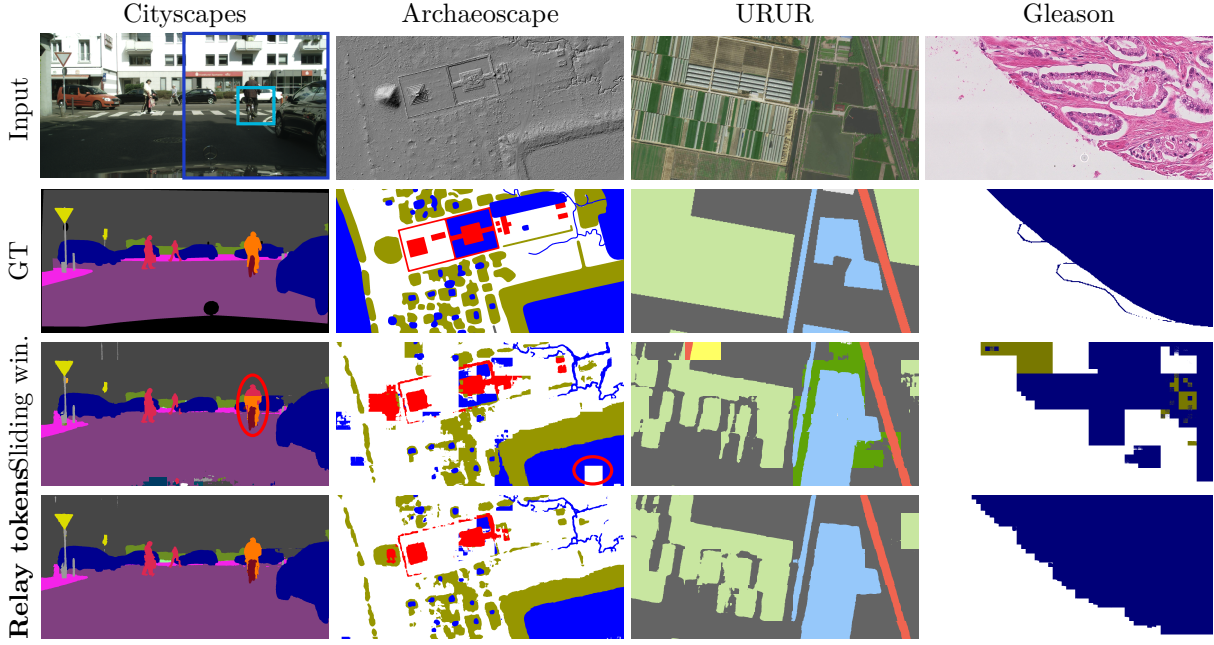 Cityscapes Archaeoscape URUR Gleason
Input
GT
Sliding win.
Relay tokens